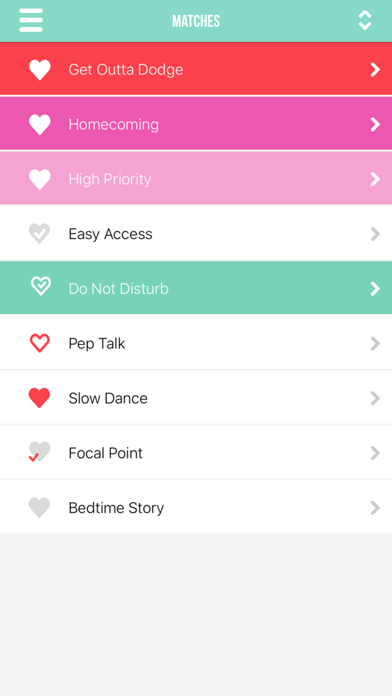 MATCHES
Get Outta Dodge
Homecoming
High Priority
Easy Access
Do Not Disturb
Pep Talk
Slow Dance
Focal Point
Bedtime Story